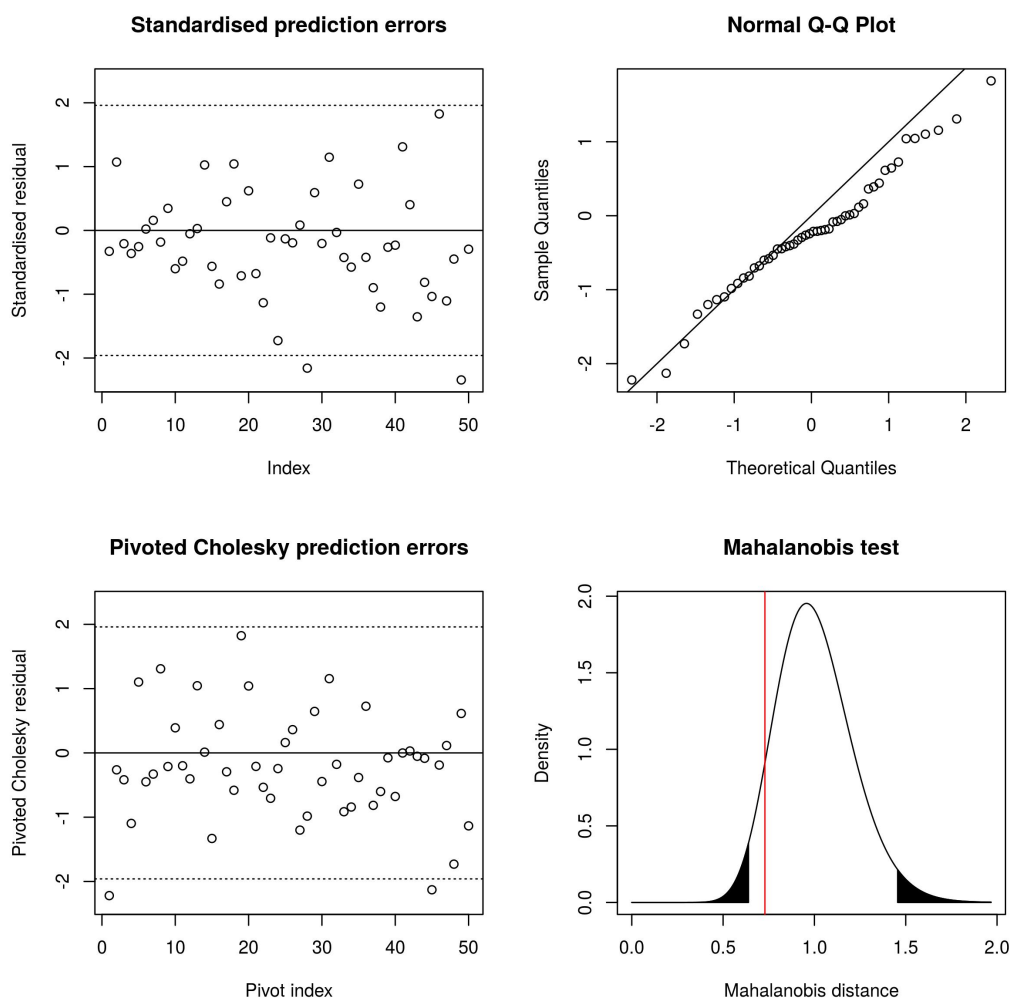 Standardised prediction errors
Standardised residual
2
1
0
-1
-2
0 10 20 30 40 50
Index
Normal Q-Q Plot
Sample Quantiles
1
0
-1
-2
-2 -1 0 1 2
Theoretical Quantiles
Pivoted Cholesky prediction errors
Pivoted Cholesky residual
2
1
0
-1
-2
0 10 20 30 40 50
Pivot index
Mahalanobis test
Density
2.0
1.5
1.0
0.5
0.0
0.0 0.5 1.0 1.5 2.0
Mahalanobis distance